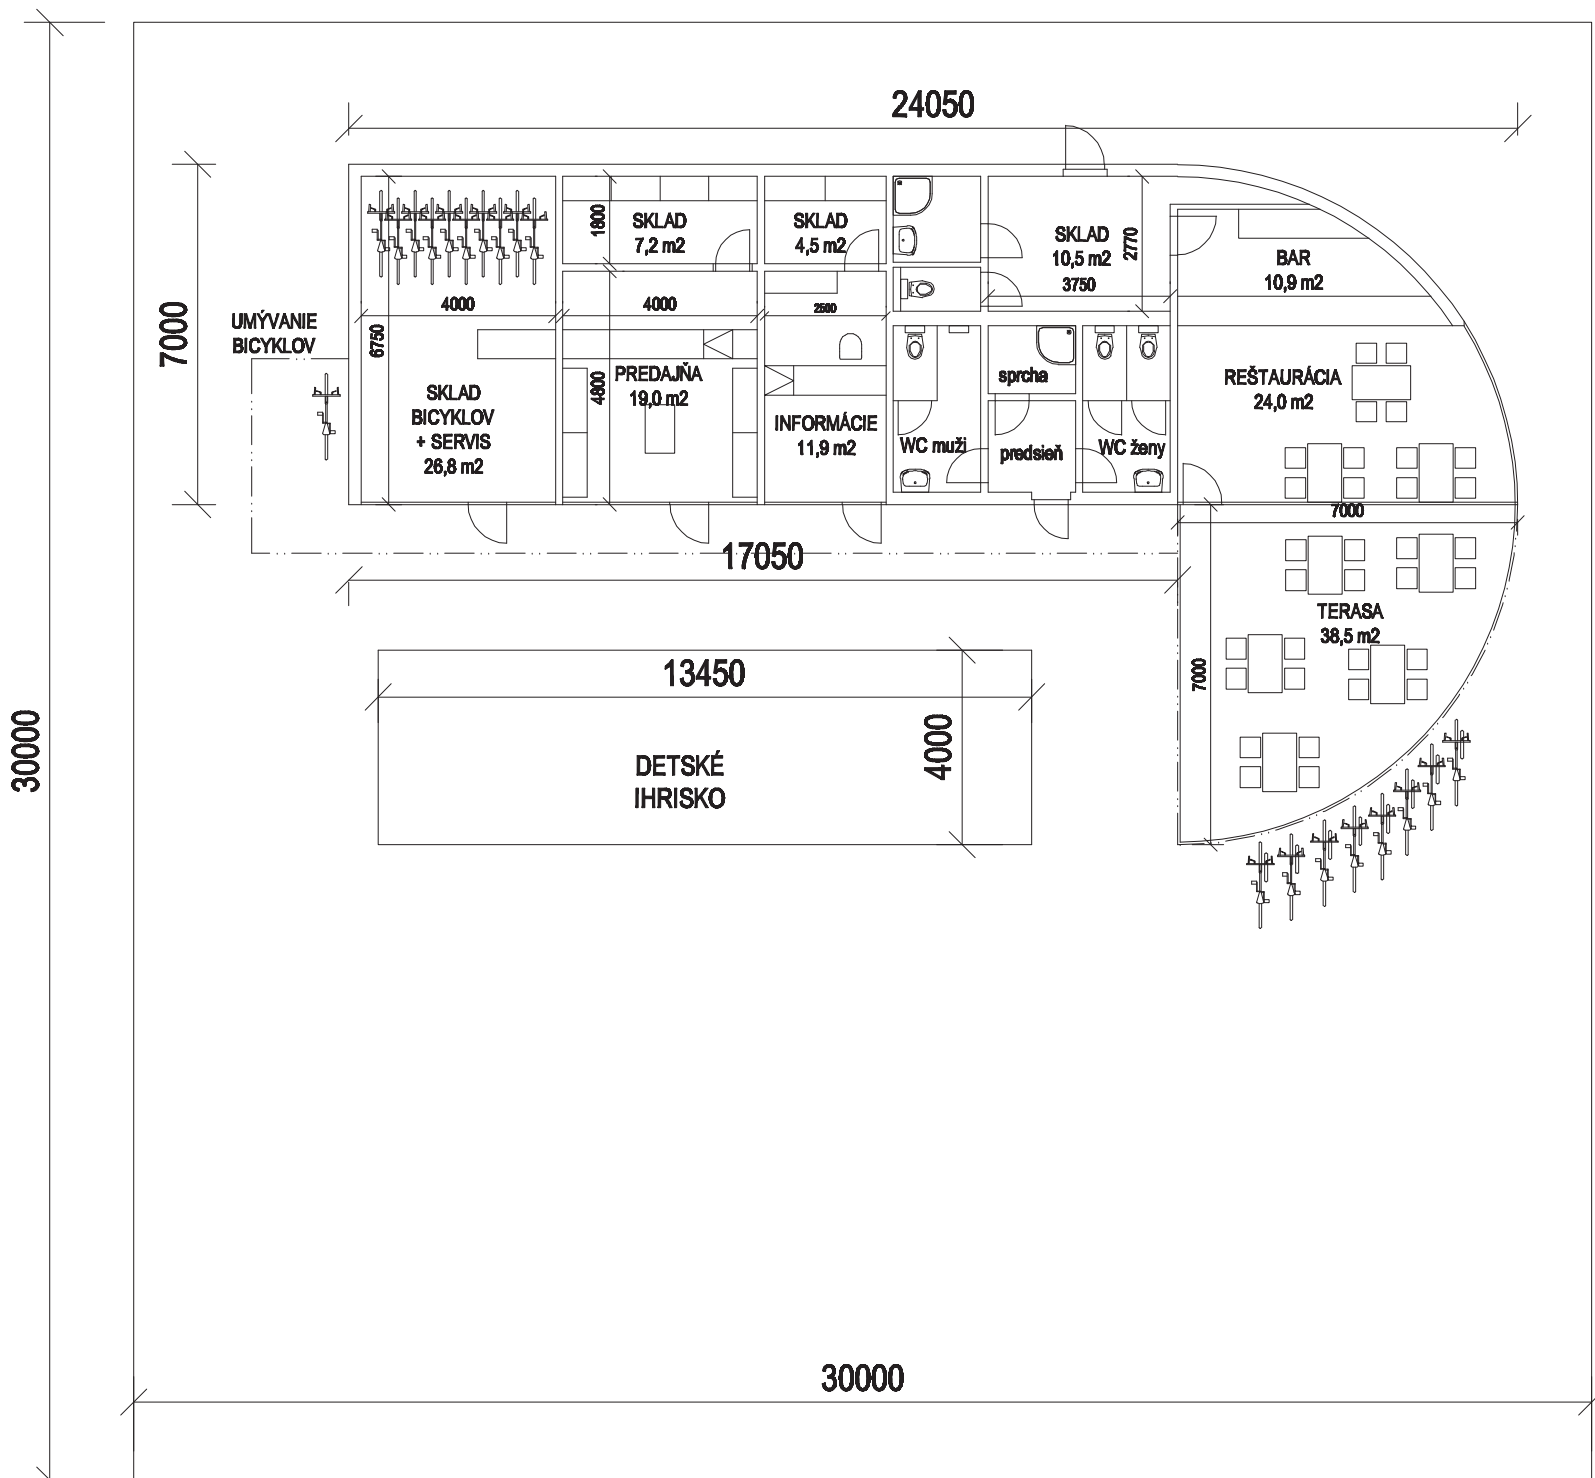 24050
SKLAD
7,2 m2
1800
SKLAD
4,5 m2
SKLAD
10,5 m2
2770
3750
BAR
10,9 m2
7000
UMÝVANIE
BICYKLOV
4000
6750
4000
2500
SKLAD
BICYKLOV
+ SERVIS
26,8 m2
4800
PREDAJŇA
19,0 m2
INFORMÁCIE
11,9 m2
WC muži
sprcha
predsieň
WC ženy
REŠTAURÁCIA
24,0 m2
7000
17050
TERASA
38,5 m2
7000
13450
4000
DETSKÉ
IHRISKO
30000
30000